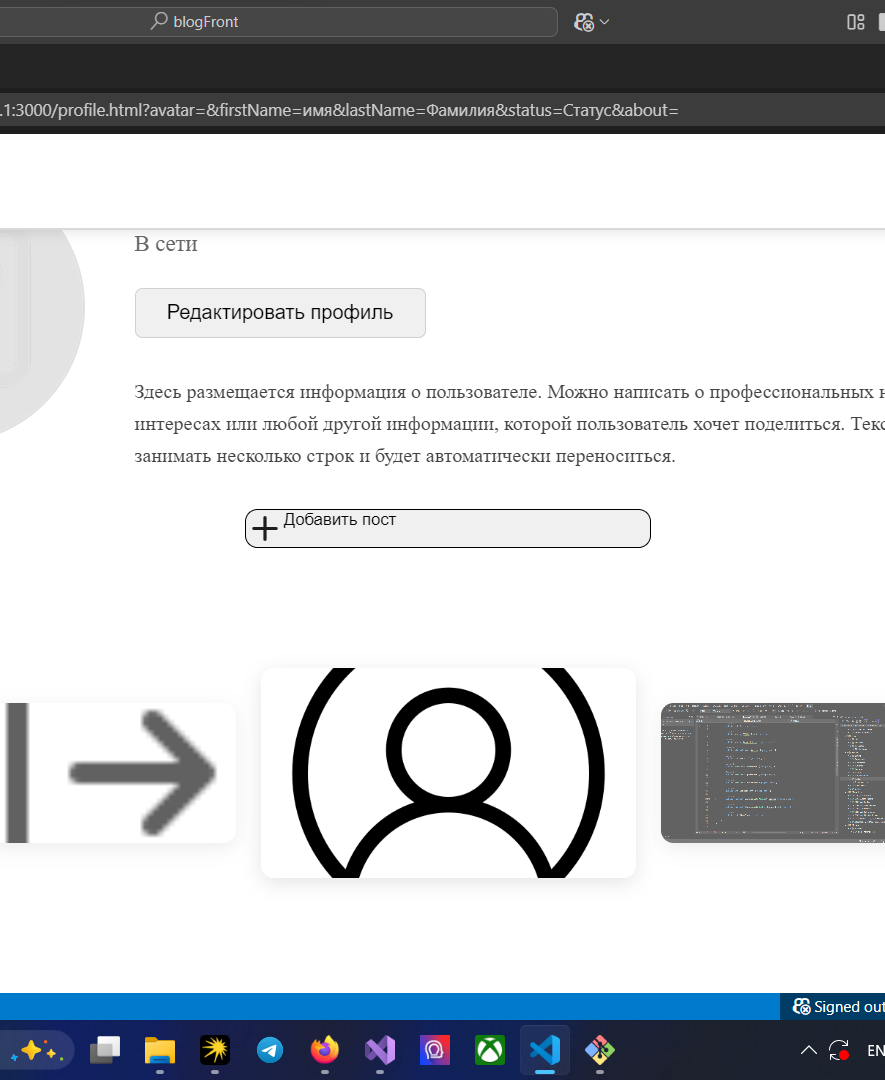 blogFront
.1:3000/profile.html?avatar=&firstName=имя&lastName=Фамилия&status=Статус&about=
В сети
Редактировать профиль
Здесь размещается информация о пользователе. Можно написать о профессиональных
интересах или любой другой информации, которой пользователь хочет поделиться.
занимать несколько строк и будет автоматически переноситься.
Добавить пост
Signed out
EN